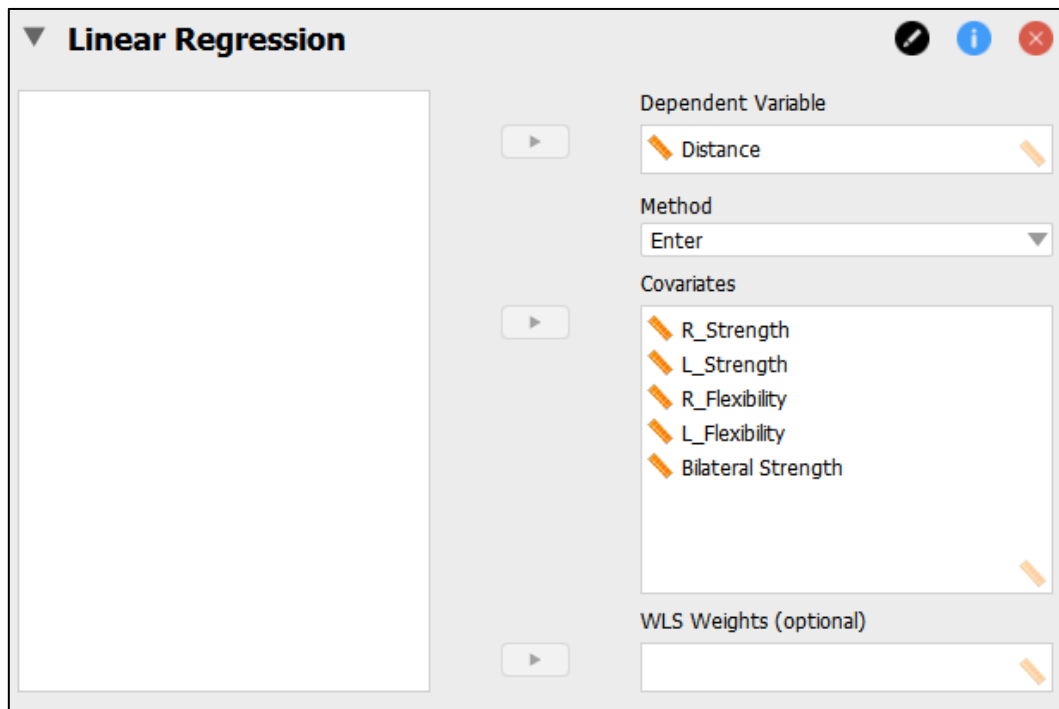 Linear Regression
Dependent Variable
Distance
Method
Enter
Covariates
R_Strength
L_Strength
R_Flexibility
L_Flexibility
Bilateral Strength
WLS Weights (optional)